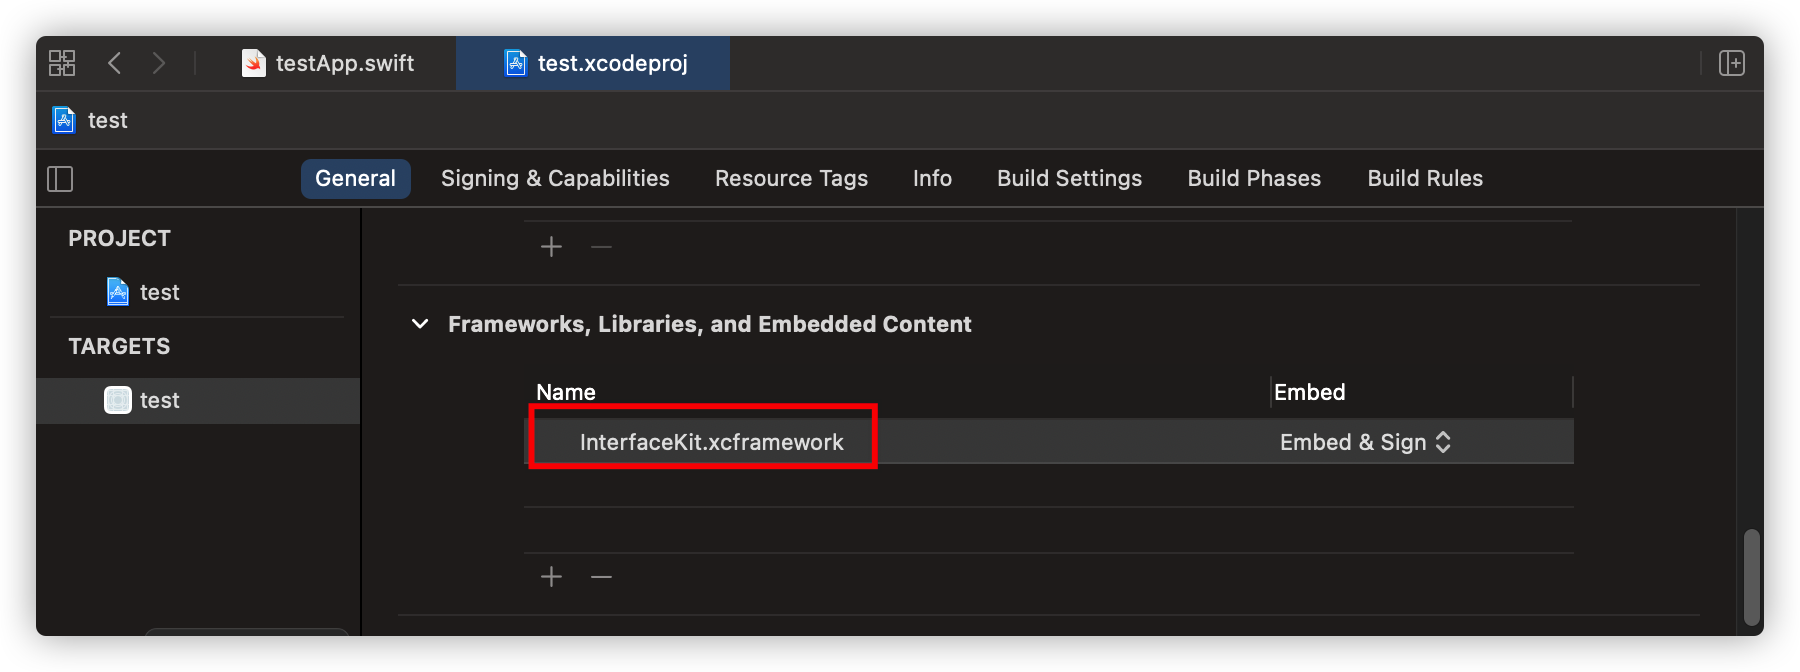 testApp.swift test.xcodeproj
test
General Signing & Capabilities Resource Tags Info Build Settings Build Phases Build Rules
PROJECT
test
TARGETS
test
Frameworks, Libraries, and Embedded Content
Name Embed
InterfaceKit.xcframework Embed & Sign